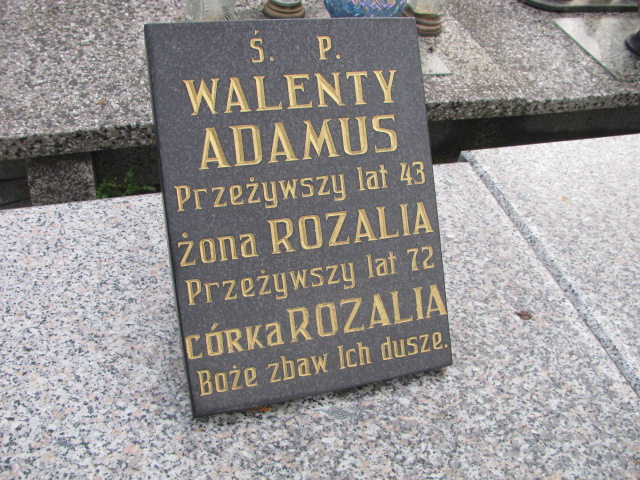 Ś. P.
WALENTY
ADAMUS
Przeżywszy lat 43
żona ROZALIA
Przeżywszy lat 72
CÓRKA ROZALIA
Boże zbaw Ich dusze.